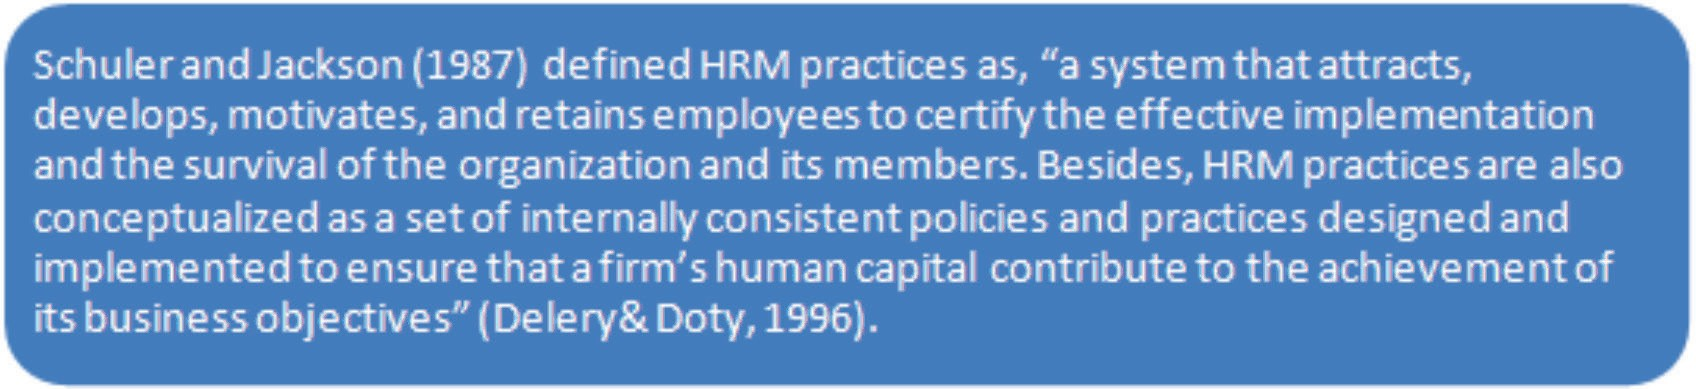 Schuler and Jackson (1987) defined HRM practices as, “a system that attracts,
develops, motivates, and retains employees to certify the effective implementation
and the survival of the organization and its members. Besides, HRM practices are also
conceptualized as a set of internally consistent policies and practices designed and
implemented to ensure that a firm’s human capital contribute to the achievement of
its business objectives” (Delery& Doty, 1996).